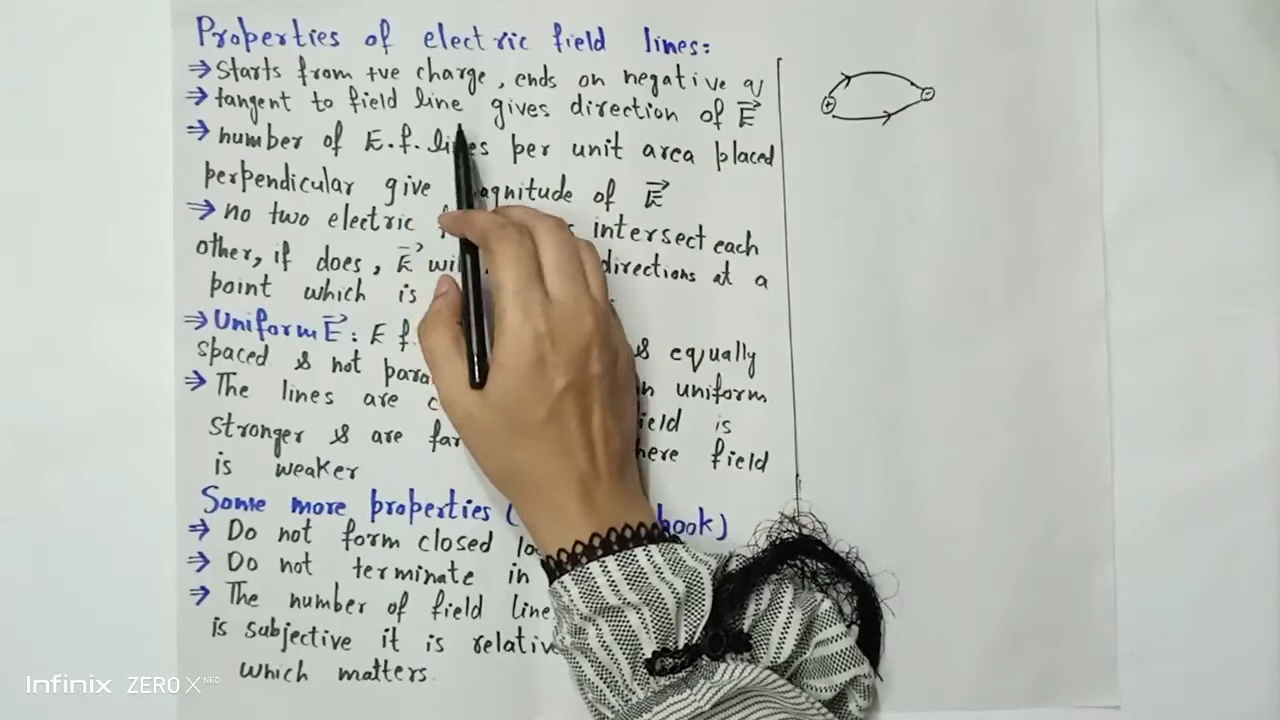 Properties of electric field lines:
⇒ Starts from +ve charge, ends on negative q
⇒ tangent to field line gives direction of E⃗
⇒ number of E.f. lines per unit area placed
perpendicular give magnitude of E⃗
⇒ no two electric intersect each
other, if does, E⃗ directions at a
point which is
⇒ Uniform E⃗: E f. & equally
spaced & not uniform
⇒ The lines are field is
stronger & are far field
is weaker
Some more properties ( book)
⇒ Do not form closed
⇒ Do not terminate in
⇒ The number of field
is subjective it is
which matters.
+ -
Infinix ZERO X NEO